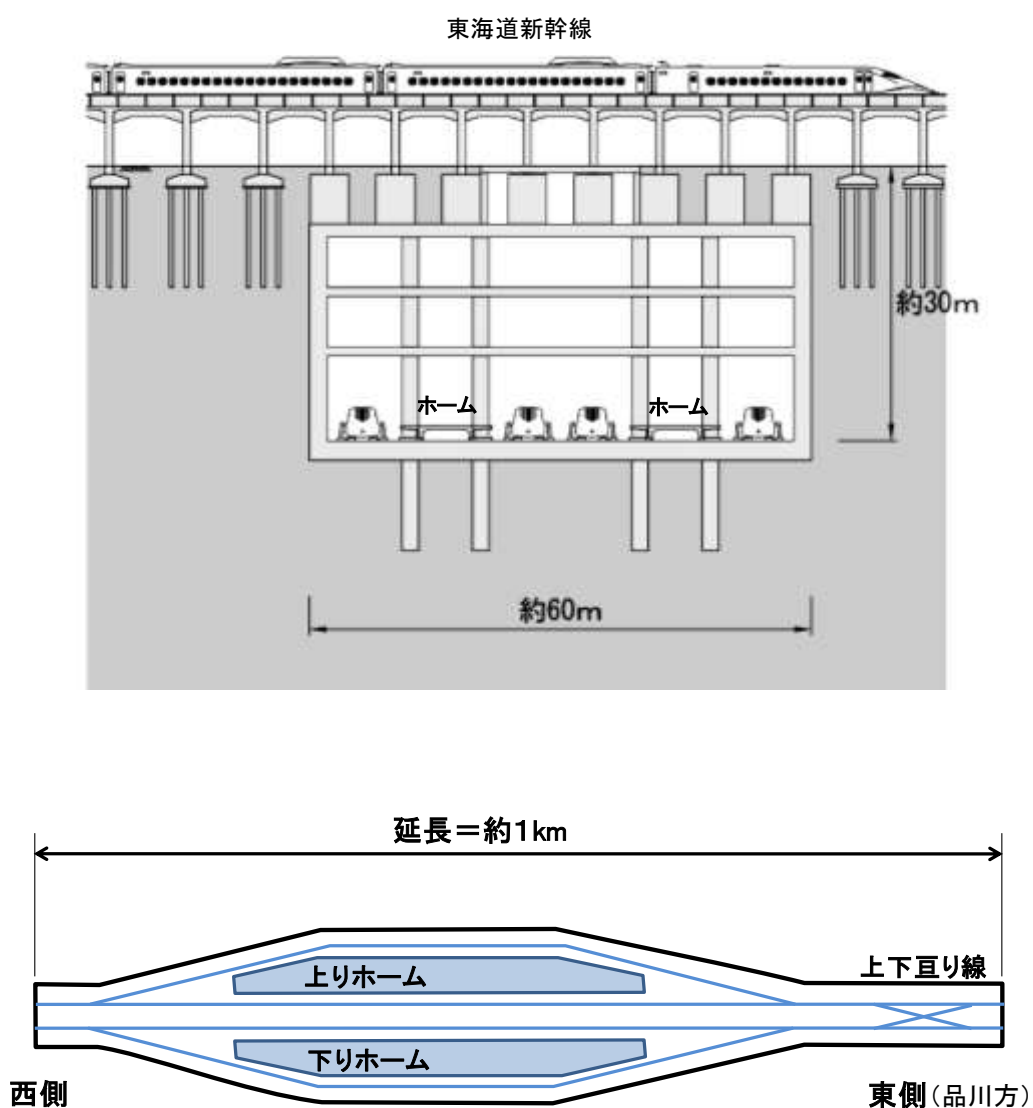 東海道新幹線
約30m
ホーム
ホーム
約60m
延長＝約1km
上りホーム
上下亘り線
下りホーム
西側
東側(品川方)